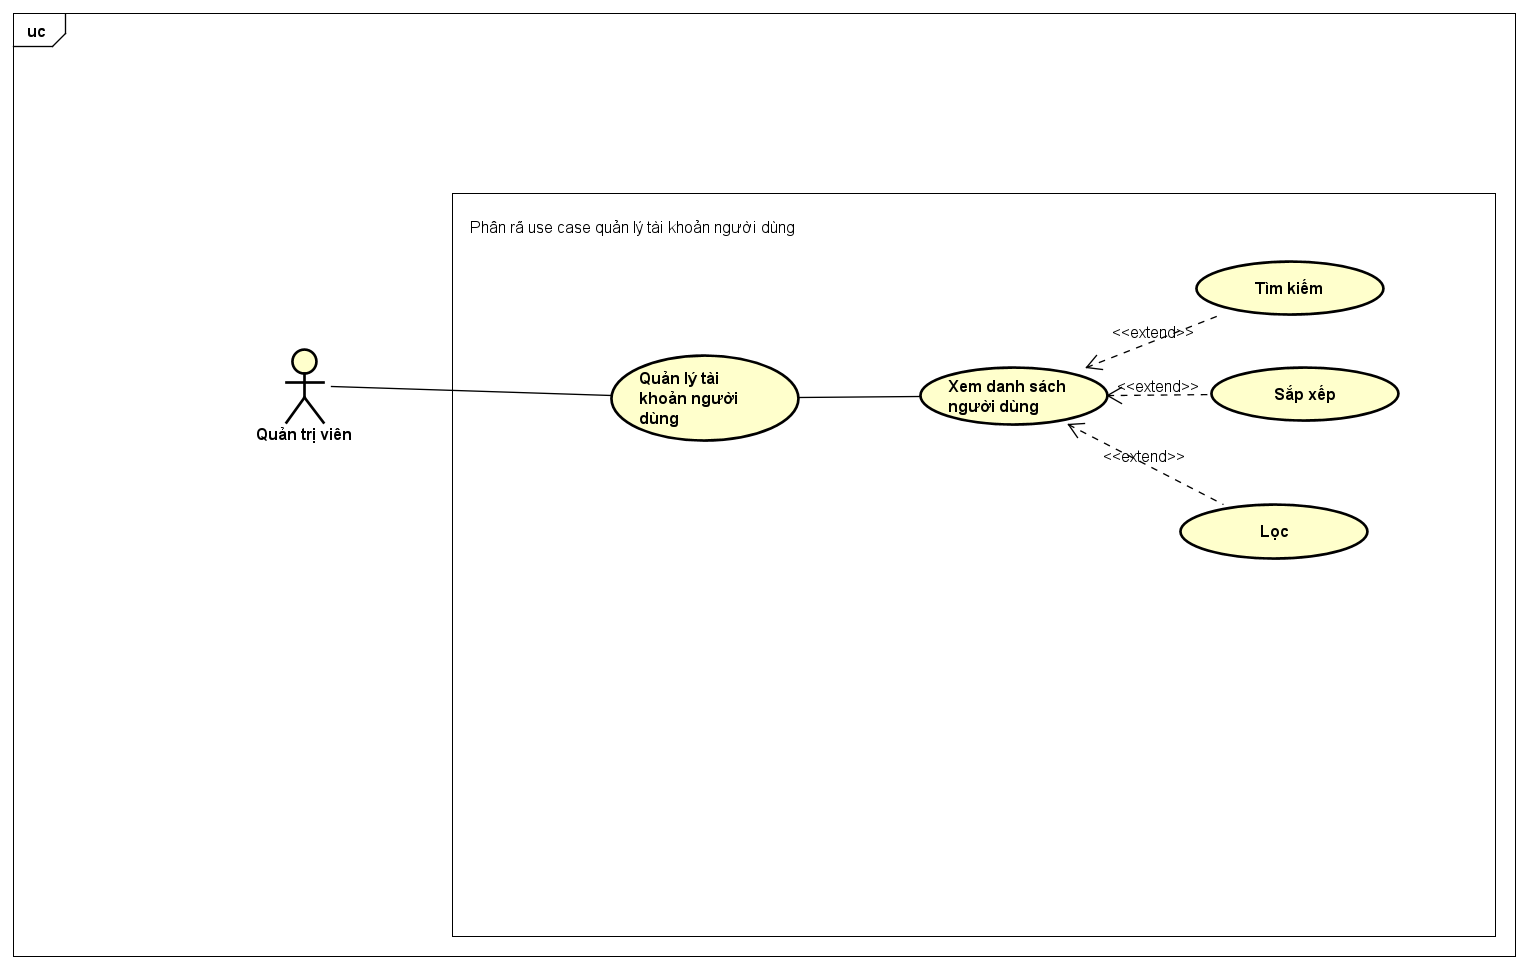 uc
Phân rã use case quản lý tài khoản người dùng
Tìm kiếm
<<extend>>
Quản lý tài
khoản người
dùng
Xem danh sách
người dùng
<<extend>>
Sắp xếp
Quản trị viên
<<extend>>
Lọc